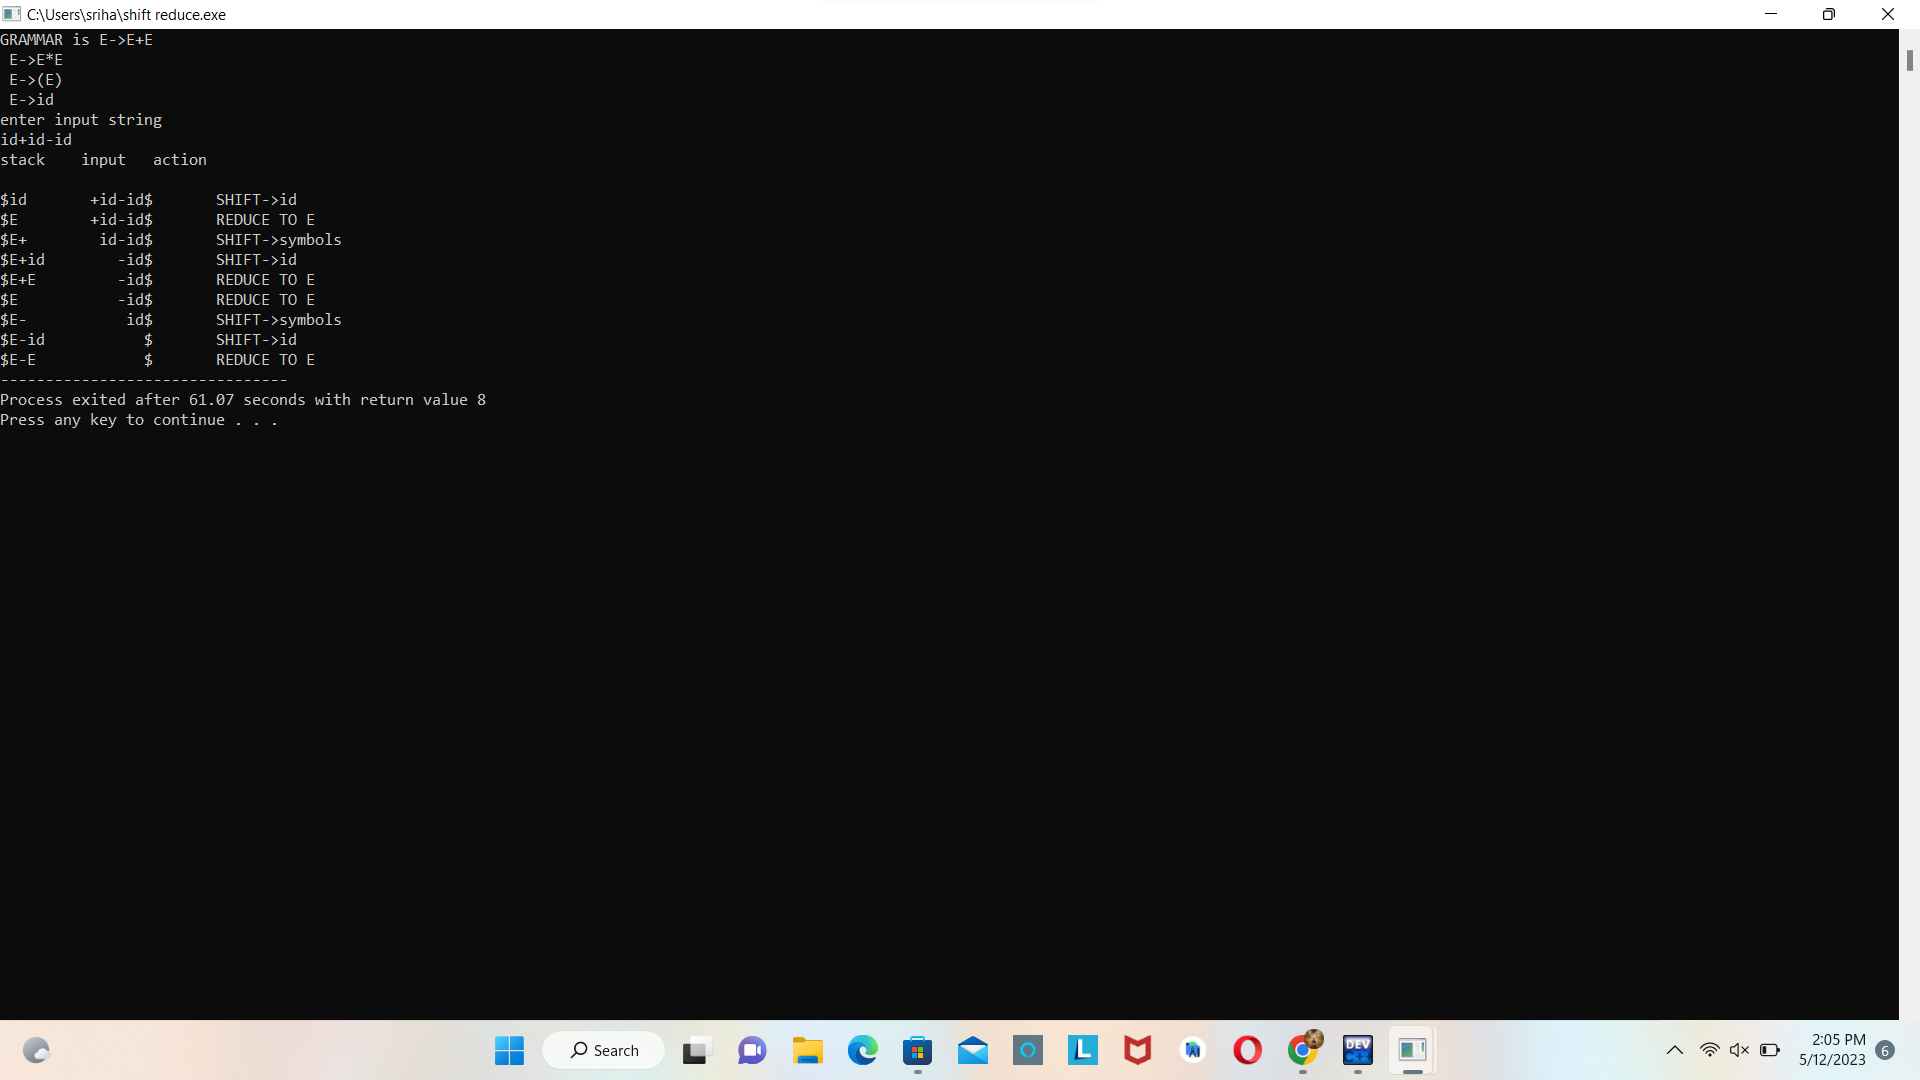 C:\Users\sriha\shift reduce.exe
GRAMMAR is E->E+E
 E->E*E
 E->(E)
 E->id
enter input string
id+id-id
stack    input   action
$id       +id-id$       SHIFT->id
$E        +id-id$       REDUCE TO E
$E+        id-id$       SHIFT->symbols
$E+id        -id$       SHIFT->id
$E+E         -id$       REDUCE TO E
$E           -id$       REDUCE TO E
$E-           id$       SHIFT->symbols
$E-id           $       SHIFT->id
$E-E            $       REDUCE TO E
--------------------------------
Process exited after 61.07 seconds with return value 8
Press any key to continue . . .
Search
L
AI
DEV
C++
2:05 PM
5/12/2023
6